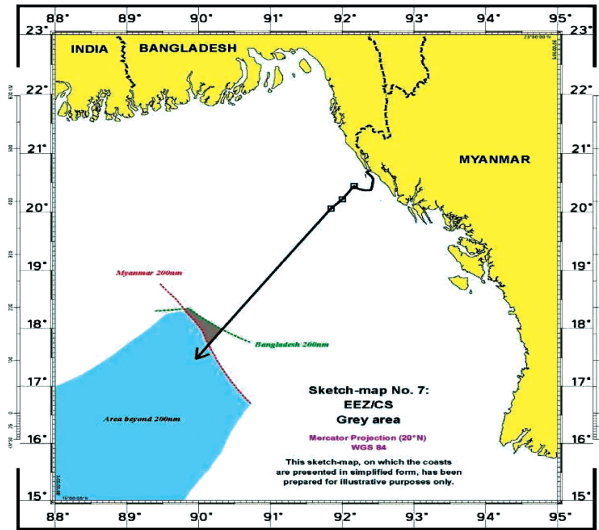 88° 89° 90° 91° 92° 93° 94° 95°
23° 23°
INDIA BANGLADESH
22° 22°
21° 21°
MYANMAR
20° 20°
19° 19°
Myanmar 200nm
18° 18°
Bangladesh 200nm
17° 17°
Sketch-map No. 7:
EEZ/CS
Grey area
Area beyond 200nm
Mercator Projection (20°N)
WGS 84
16° 16°
This sketch-map, on which the coasts
are presented in simplified form, has been
prepared for illustrative purposes only.
15° 15°
88° 89° 90° 91° 92° 93° 94° 95°